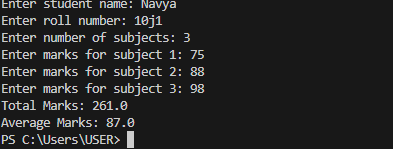 Enter student name: Navya
Enter roll number: 10j1
Enter number of subjects: 3
Enter marks for subject 1: 75
Enter marks for subject 2: 88
Enter marks for subject 3: 98
Total Marks: 261.0
Average Marks: 87.0
PS C:\Users\USER>